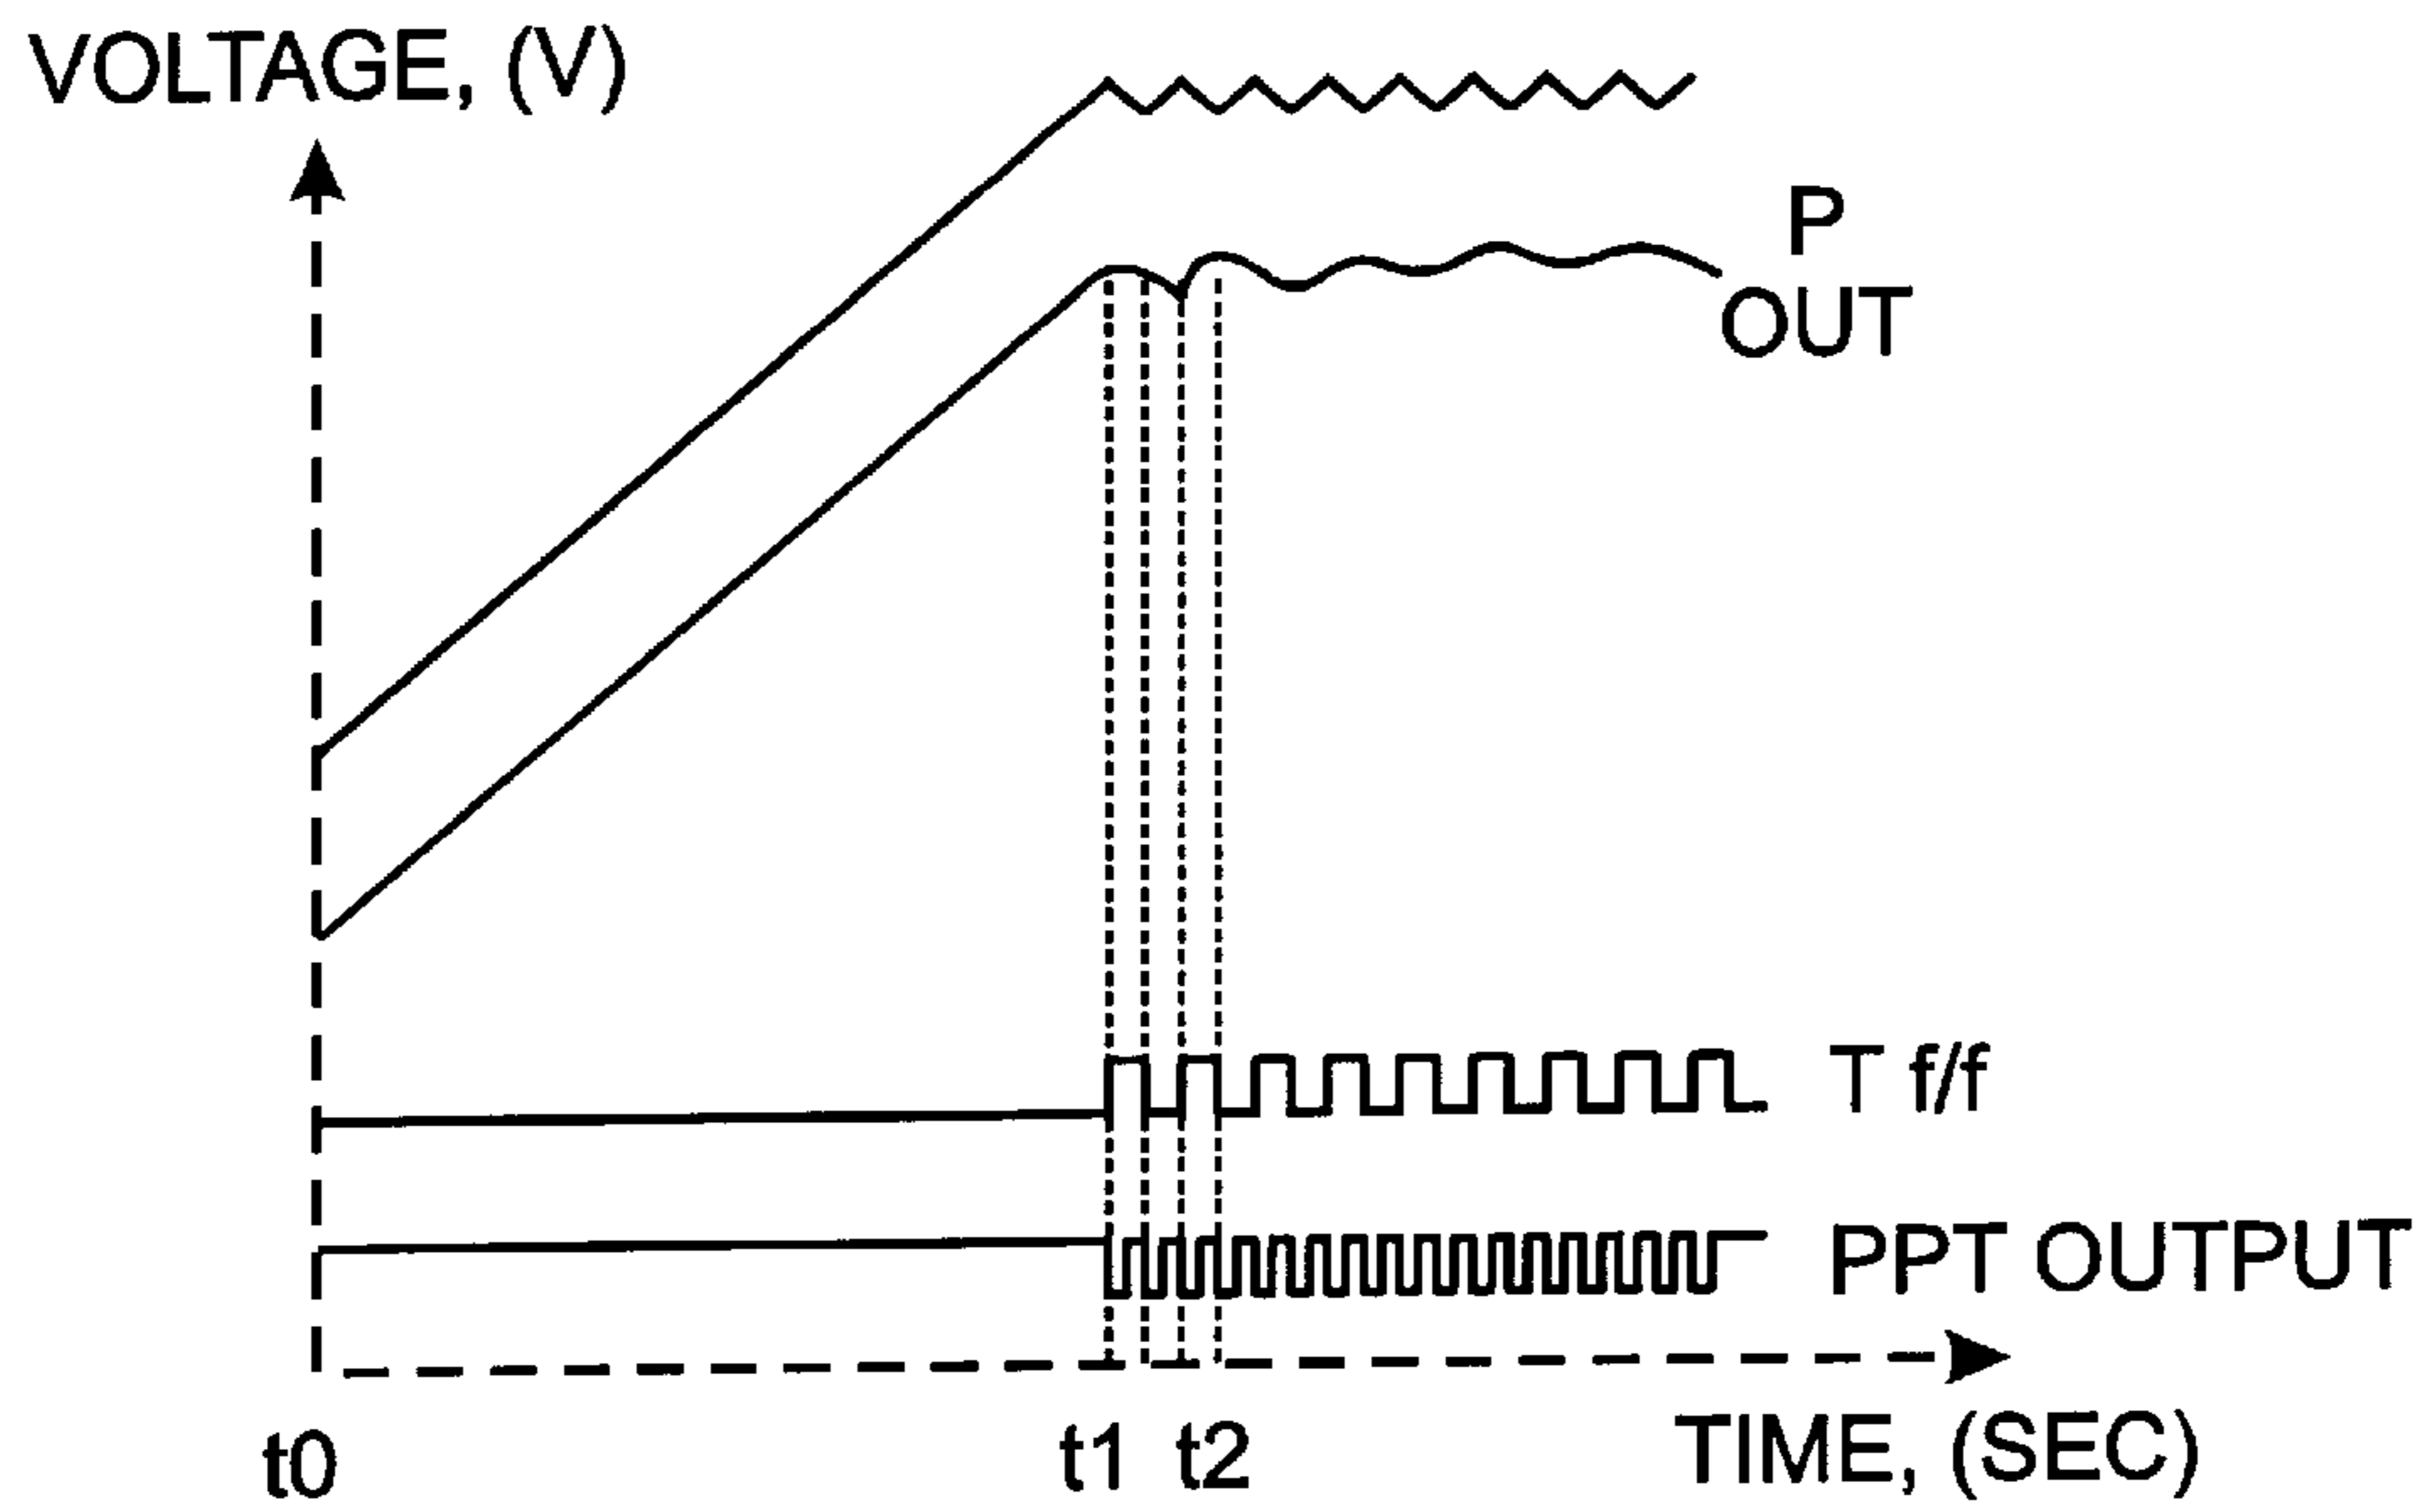 VOLTAGE, (V)
P
OUT
T f/f
PPT OUTPUT
t0
t1
t2
TIME, (SEC)